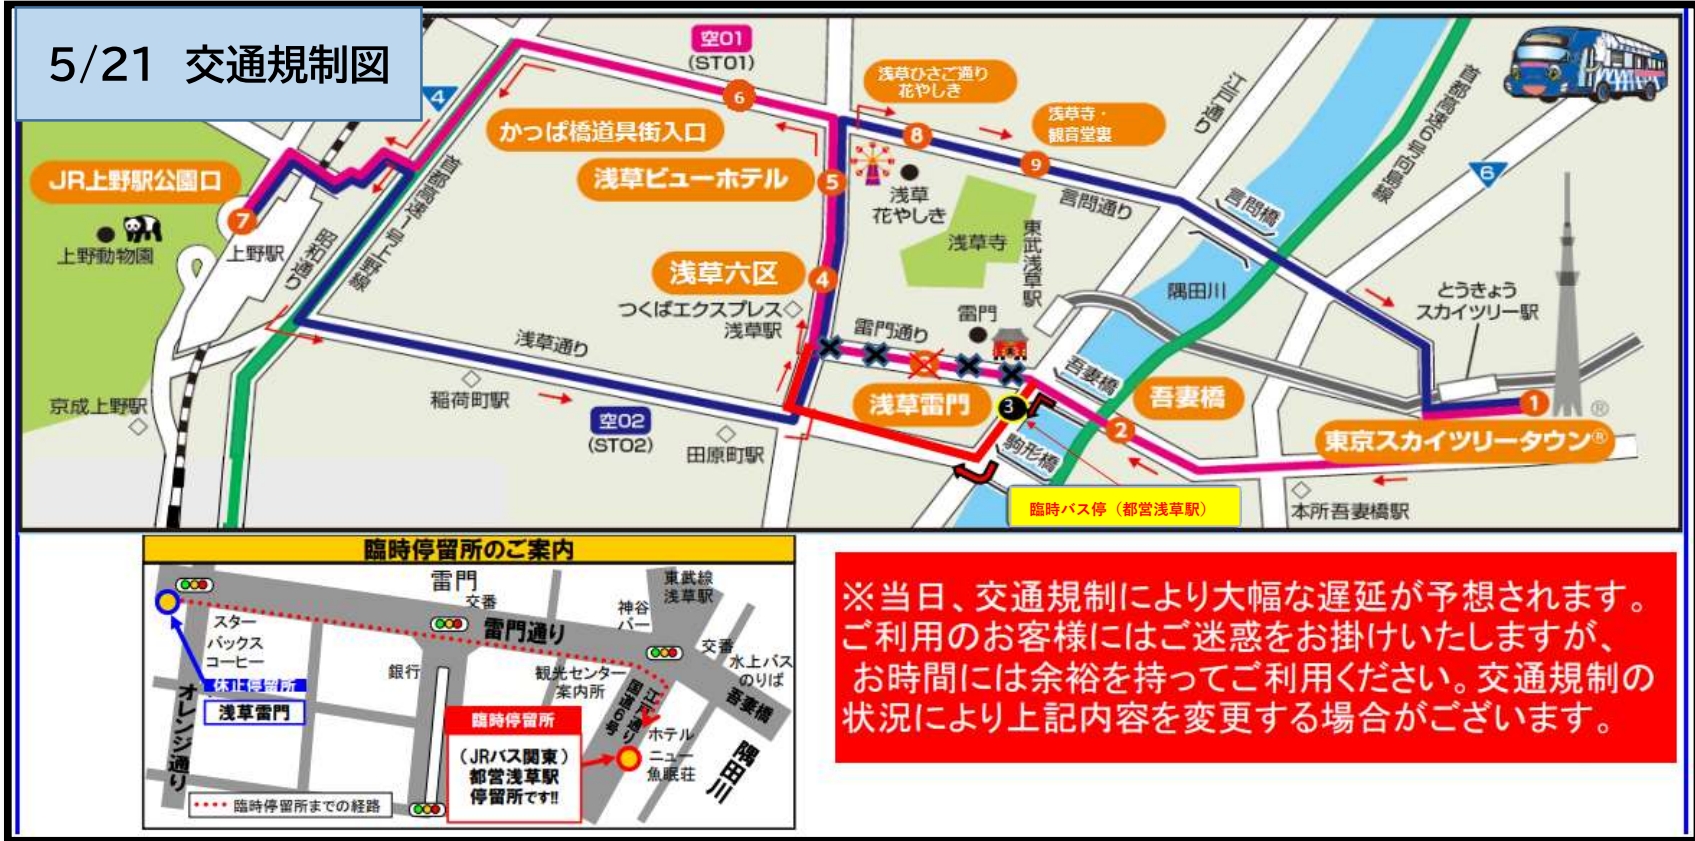 5/21 交通規制図
空01
(ST01)
4
6
浅草ひさご通り
花やしき
8
浅草寺・
観音堂裏
9
江戸通り
首都高速6号向島線
6
かっぱ橋道具街入口
浅草ビューホテル
5
浅草
花やしき
言問通り
言問橋
JR上野駅公園口
7
上野動物園
上野駅
昭和通り
首都高速1号上野線
浅草六区
4
つくばエクスプレス
浅草駅
浅草寺
東武浅草駅
雷門
雷門通り
隅田川
とうきょう
スカイツリー駅
浅草通り
稲荷町駅
京成上野駅
空02
(ST02)
田原町駅
浅草雷門
3
吾妻橋
吾妻橋
2
駒形橋
1
®
東京スカイツリータウン®
本所吾妻橋駅
臨時バス停（都営浅草駅）
臨時停留所のご案内
雷門
交番
雷門通り
神谷
バー
東武線
浅草駅
交番
水上バス
のりば
吾妻橋
スター
バックス
コーヒー
休止停留所
浅草雷門
オレンジ通り
銀行
観光センター
案内所
江戸通り
国道6号
臨時停留所
（JRバス関東）
都営浅草駅
停留所です!!
ホテル
ニュー
魚眠荘
隅田川
臨時停留所までの経路
※当日、交通規制により大幅な遅延が予想されます。
ご利用のお客様にはご迷惑をお掛けいたしますが、
お時間には余裕を持ってご利用ください。交通規制の
状況により上記内容を変更する場合がございます。